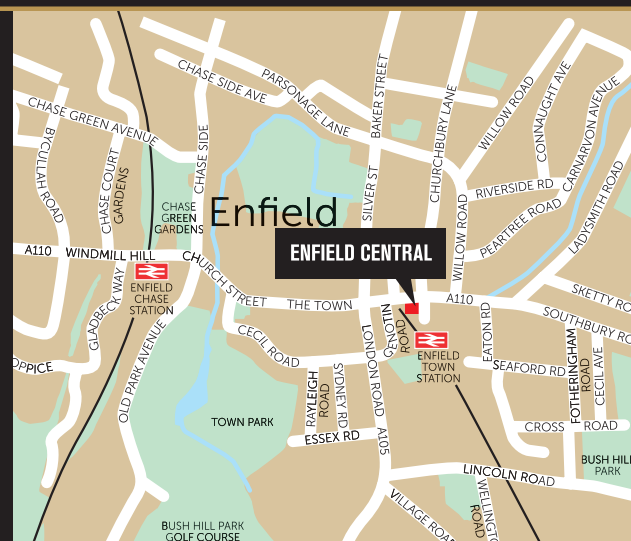 CHASE SIDE AVE
PARSONAGE LANE
BAKER STREET
CHASE GREEN AVENUE
CHURCHBURY LANE
WILLOW ROAD
CONNAUGHT AVE
CARNARVON AVENUE
BYCULLAH ROAD
CHASE COURT
GARDENS
CHASE SIDE
SILVER ST
RIVERSIDE RD
PEARTREE ROAD
LADYSMITH ROAD
WILLOW ROAD
CHASE
GREEN
GARDENS
Enfield
ENFIELD CENTRAL
A110
WINDMILL HILL
CHURCH STREET
THE TOWN
A110
ENFIELD
CHASE
STATION
GLADBECK WAY
OLD PARK AVENUE
CECIL ROAD
LONDON ROAD
A105
GENOTIN
ROAD
ENFIELD
TOWN
STATION
EATON RD
SKETTY RO
SOUTHBURY RO
SEAFORD RD
FOTHERINGHAM
ROAD
CECIL AVE
OPPICE
RAYLEIGH
ROAD
SYDNEY RD
TOWN PARK
ESSEX RD
CROSS ROAD
BUSH HILL
PARK
LINCOLN ROAD
VILLAGE ROA
WELLINGT
ROAD
BUSH HILL PARK
GOLF COURSE